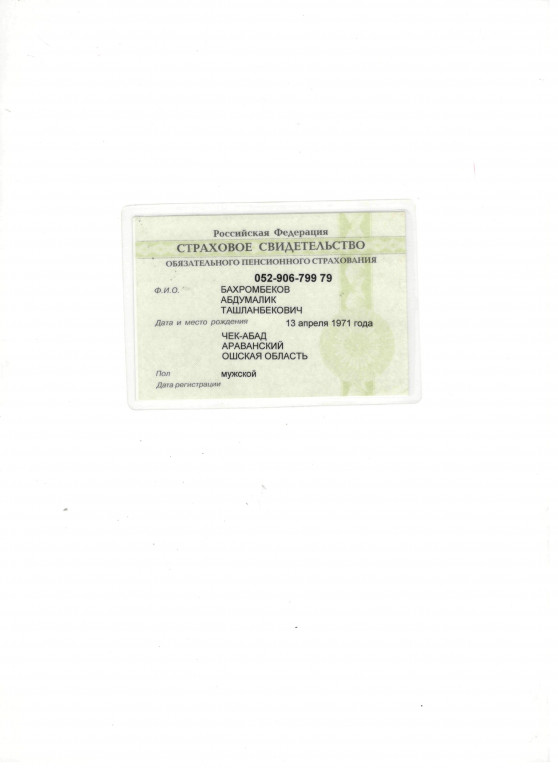 Российская Федерация
СТРАХОВОЕ СВИДЕТЕЛЬСТВО
ОБЯЗАТЕЛЬНОГО ПЕНСИОННОГО СТРАХОВАНИЯ
052-906-799 79
Ф.И.О. БАХРОМБЕКОВ
АБДУМАЛИК
ТАШЛАНБЕКОВИЧ
Дата и место рождения 13 апреля 1971 года
ЧЕК-АБАД
АРАВАНСКИЙ
ОШСКАЯ ОБЛАСТЬ
Пол мужской
Дата регистрации